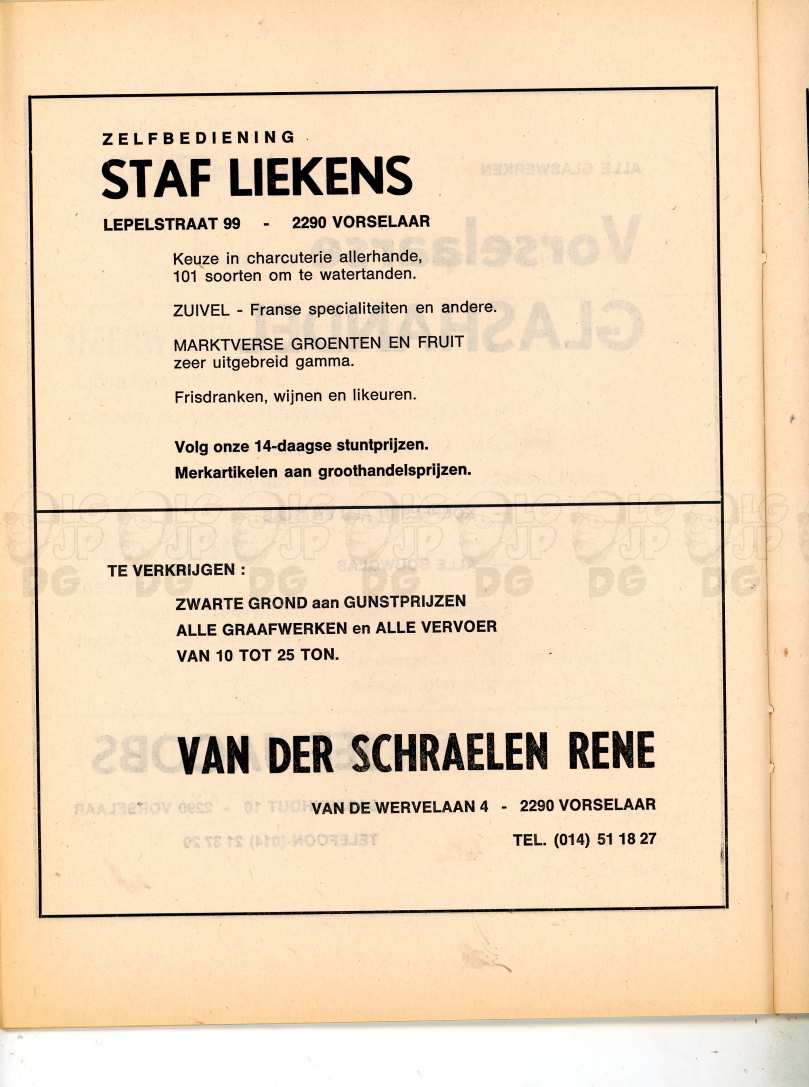 ZELFBEDIENING
STAF LIEKENS
LEPELSTRAAT 99 - 2290 VORSELAAR
Keuze in charcuterie allerhande,
101 soorten om te watertanden.
ZUIVEL - Franse specialiteiten en andere.
MARKTVERSE GROENTEN EN FRUIT
zeer uitgebreid gamma.
Frisdranken, wijnen en likeuren.
Volg onze 14-daagse stuntprijzen.
Merkartikelen aan groothandelsprijzen.
TE VERKRIJGEN :
ZWARTE GROND aan GUNSTPRIJZEN
ALLE GRAAFWERKEN en ALLE VERVOER
VAN 10 TOT 25 TON.
VAN DER SCHRAELEN RENE
VAN DE WERVELAAN 4 - 2290 VORSELAAR
TEL. (014) 51 18 27